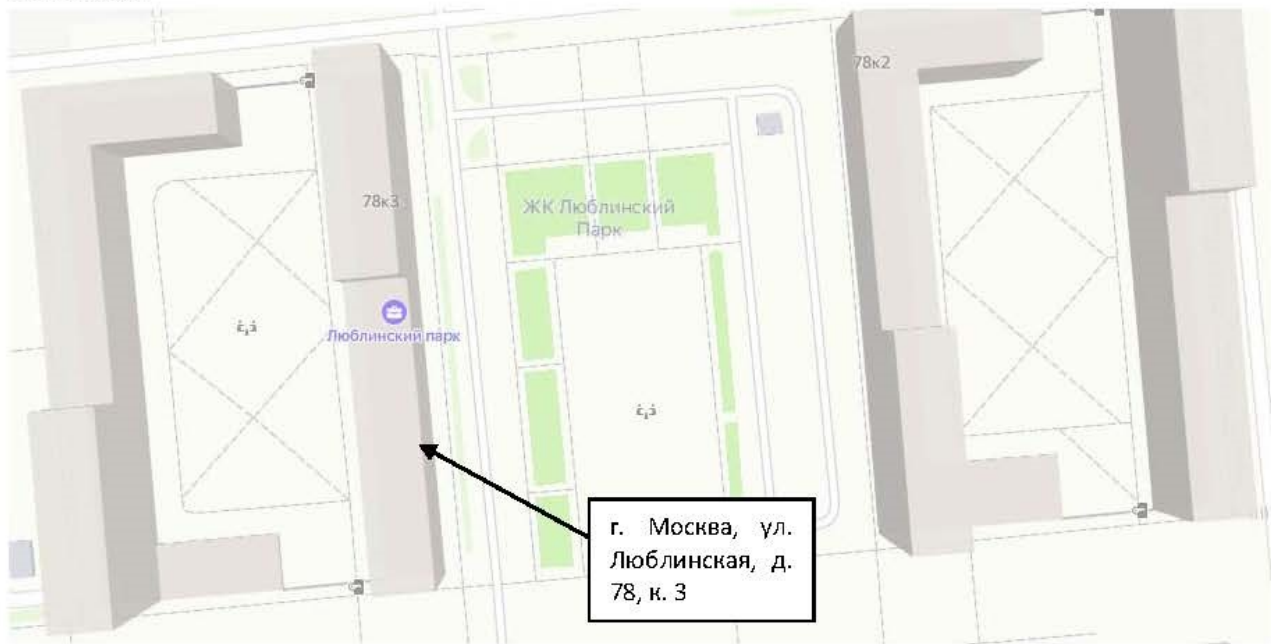 78к2
78к3
ЖК Люблинский
Парк
Люблинский парк
г. Москва, ул.
Люблинская, д.
78, к. 3